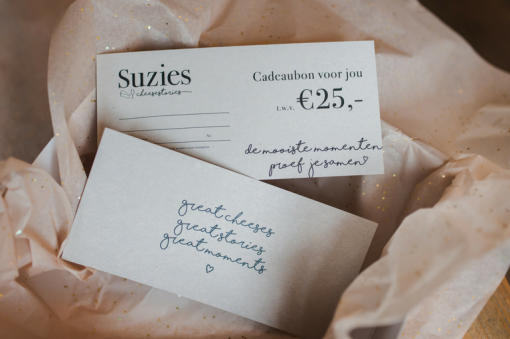 Suzies
cheesestories
Cadeaubon voor jou
t.w.v. €25,-
de mooiste momenten
proef je samen
great cheeses
great stories
great moments